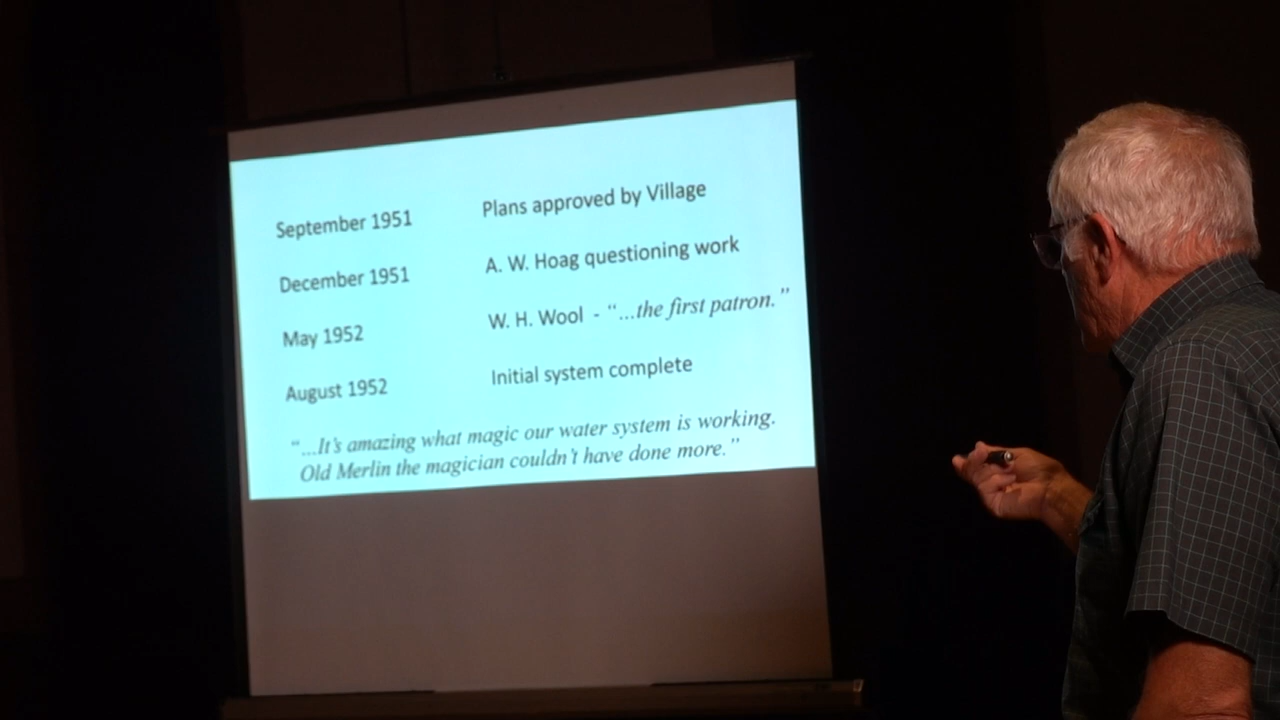 September 1951 Plans approved by Village
December 1951 A. W. Hoag questioning work
May 1952 W. H. Wool - “...the first patron.”
August 1952 Initial system complete
“...It’s amazing what magic our water system is working.
Old Merlin the magician couldn’t have done more.”